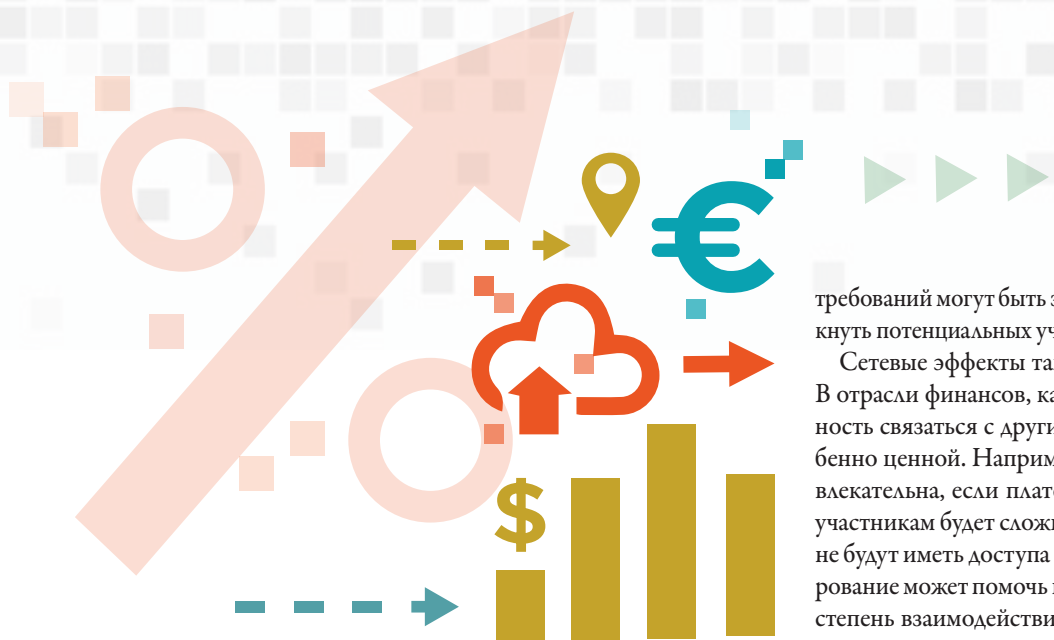 €
$
требований могут быть
кнуть потенциальных
Сетевые эффекты
В отрасли финансов,
ность связаться с
бенно ценной.
влекательна, если
участникам будет
не будут иметь доступа
рование может помочь
степень